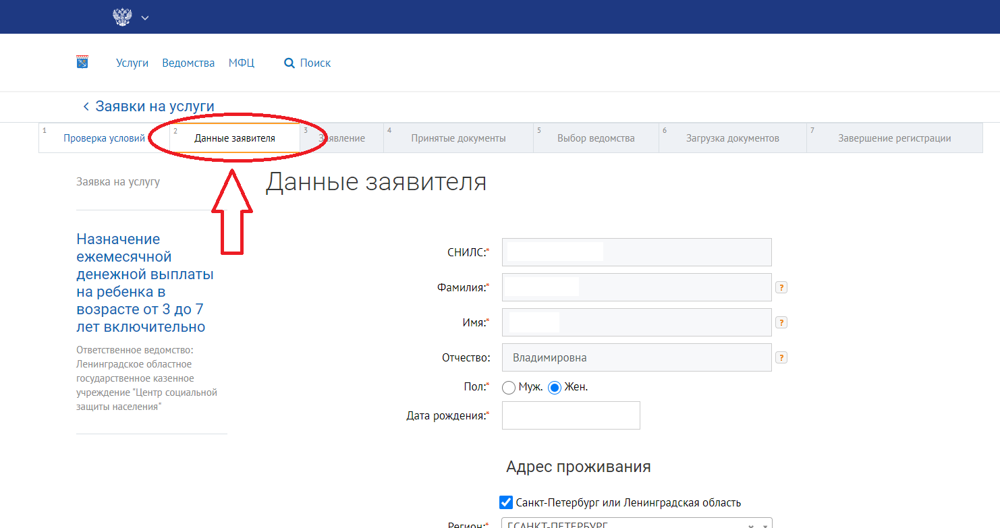 Услуги Ведомства МФЦ Поиск
Заявки на услуги
1 Проверка условий 2 Данные заявителя 3 Заявление 4 Принятые документы 5 Выбор ведомства 6 Загрузка документов 7 Завершение регистрации
Заявка на услугу
Данные заявителя
Назначение
ежемесячной
денежной выплаты
на ребенка в
возрасте от 3 до 7
лет включительно
Ответственное ведомство:
Ленинградское областное
государственное казенное
учреждение "Центр социальной
защиты населения"
СНИЛС:*
Фамилия:* ?
Имя:* ?
Отчество: Владимировна ?
Пол:* Муж. Жен.
Дата рождения:*
Адрес проживания
Санкт-Петербург или Ленинградская область
Регион:* Г.САНКТ-ПЕТЕРБУРГ